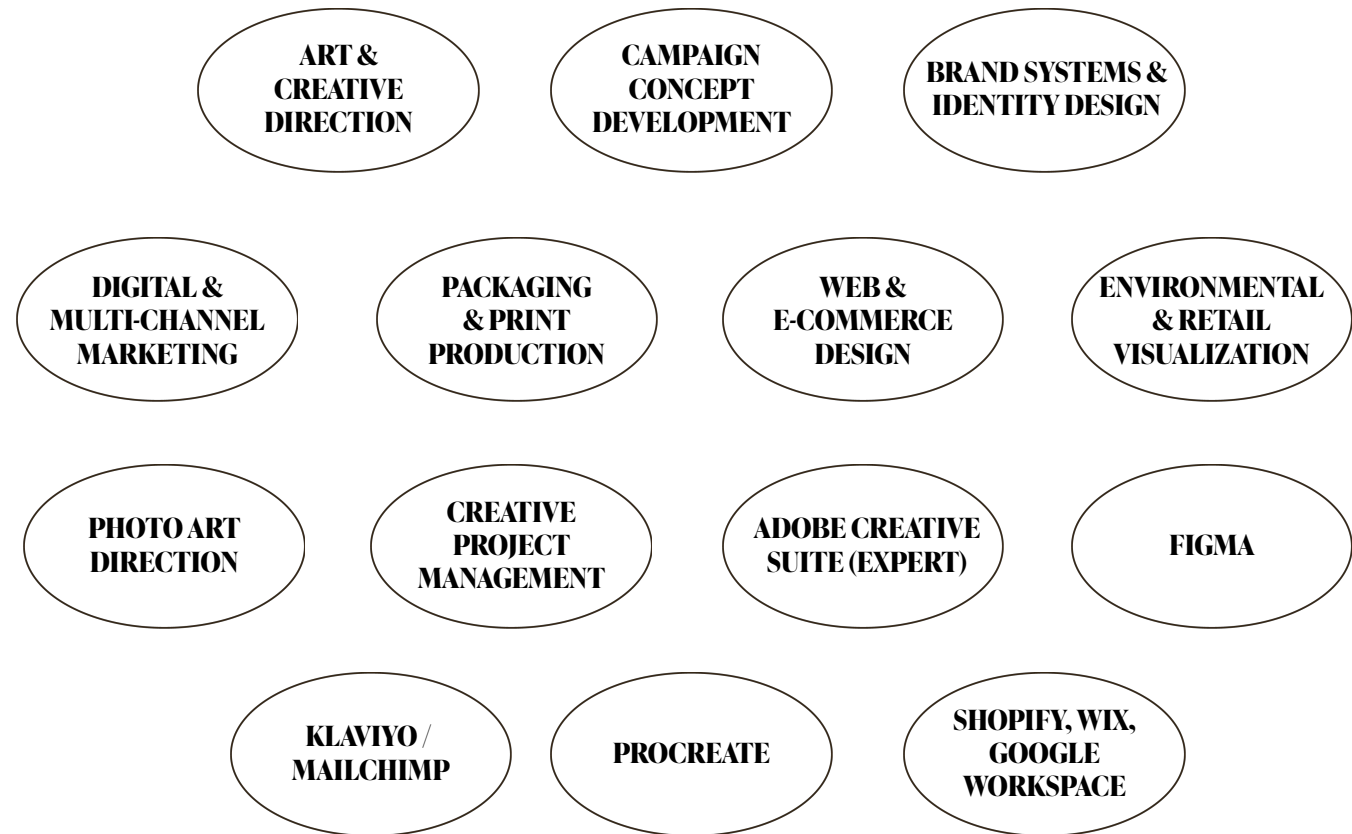 ART &
CREATIVE
DIRECTION
CAMPAIGN
CONCEPT
DEVELOPMENT
BRAND SYSTEMS &
IDENTITY DESIGN
DIGITAL &
MULTI-CHANNEL
MARKETING
PACKAGING
& PRINT
PRODUCTION
WEB &
E-COMMERCE
DESIGN
ENVIRONMENTAL
& RETAIL
VISUALIZATION
PHOTO ART
DIRECTION
CREATIVE
PROJECT
MANAGEMENT
ADOBE CREATIVE
SUITE (EXPERT)
FIGMA
KLAVIYO /
MAILCHIMP
PROCREATE
SHOPIFY, WIX,
GOOGLE
WORKSPACE